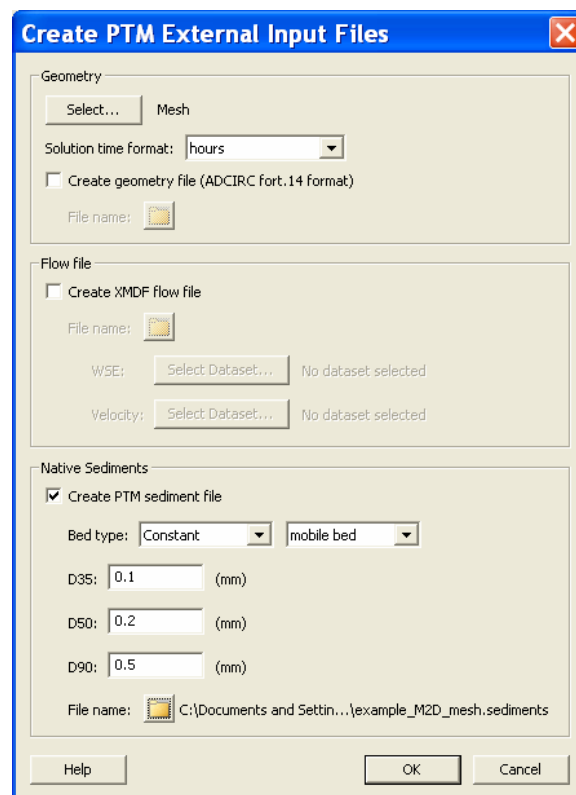 Create PTM External Input Files
Geometry
Select... Mesh
Solution time format: hours
Create geometry file (ADCIRC fort.14 format)
File name:
Flow file
Create XMDF flow file
File name:
WSE: Select Dataset... No dataset selected
Velocity: Select Dataset... No dataset selected
Native Sediments
Create PTM sediment file
Bed type: Constant mobile bed
D35: 0.1 (mm)
D50: 0.2 (mm)
D90: 0.5 (mm)
File name: C:\Documents and Settin...\example_M2D_mesh.sediments
Help OK Cancel